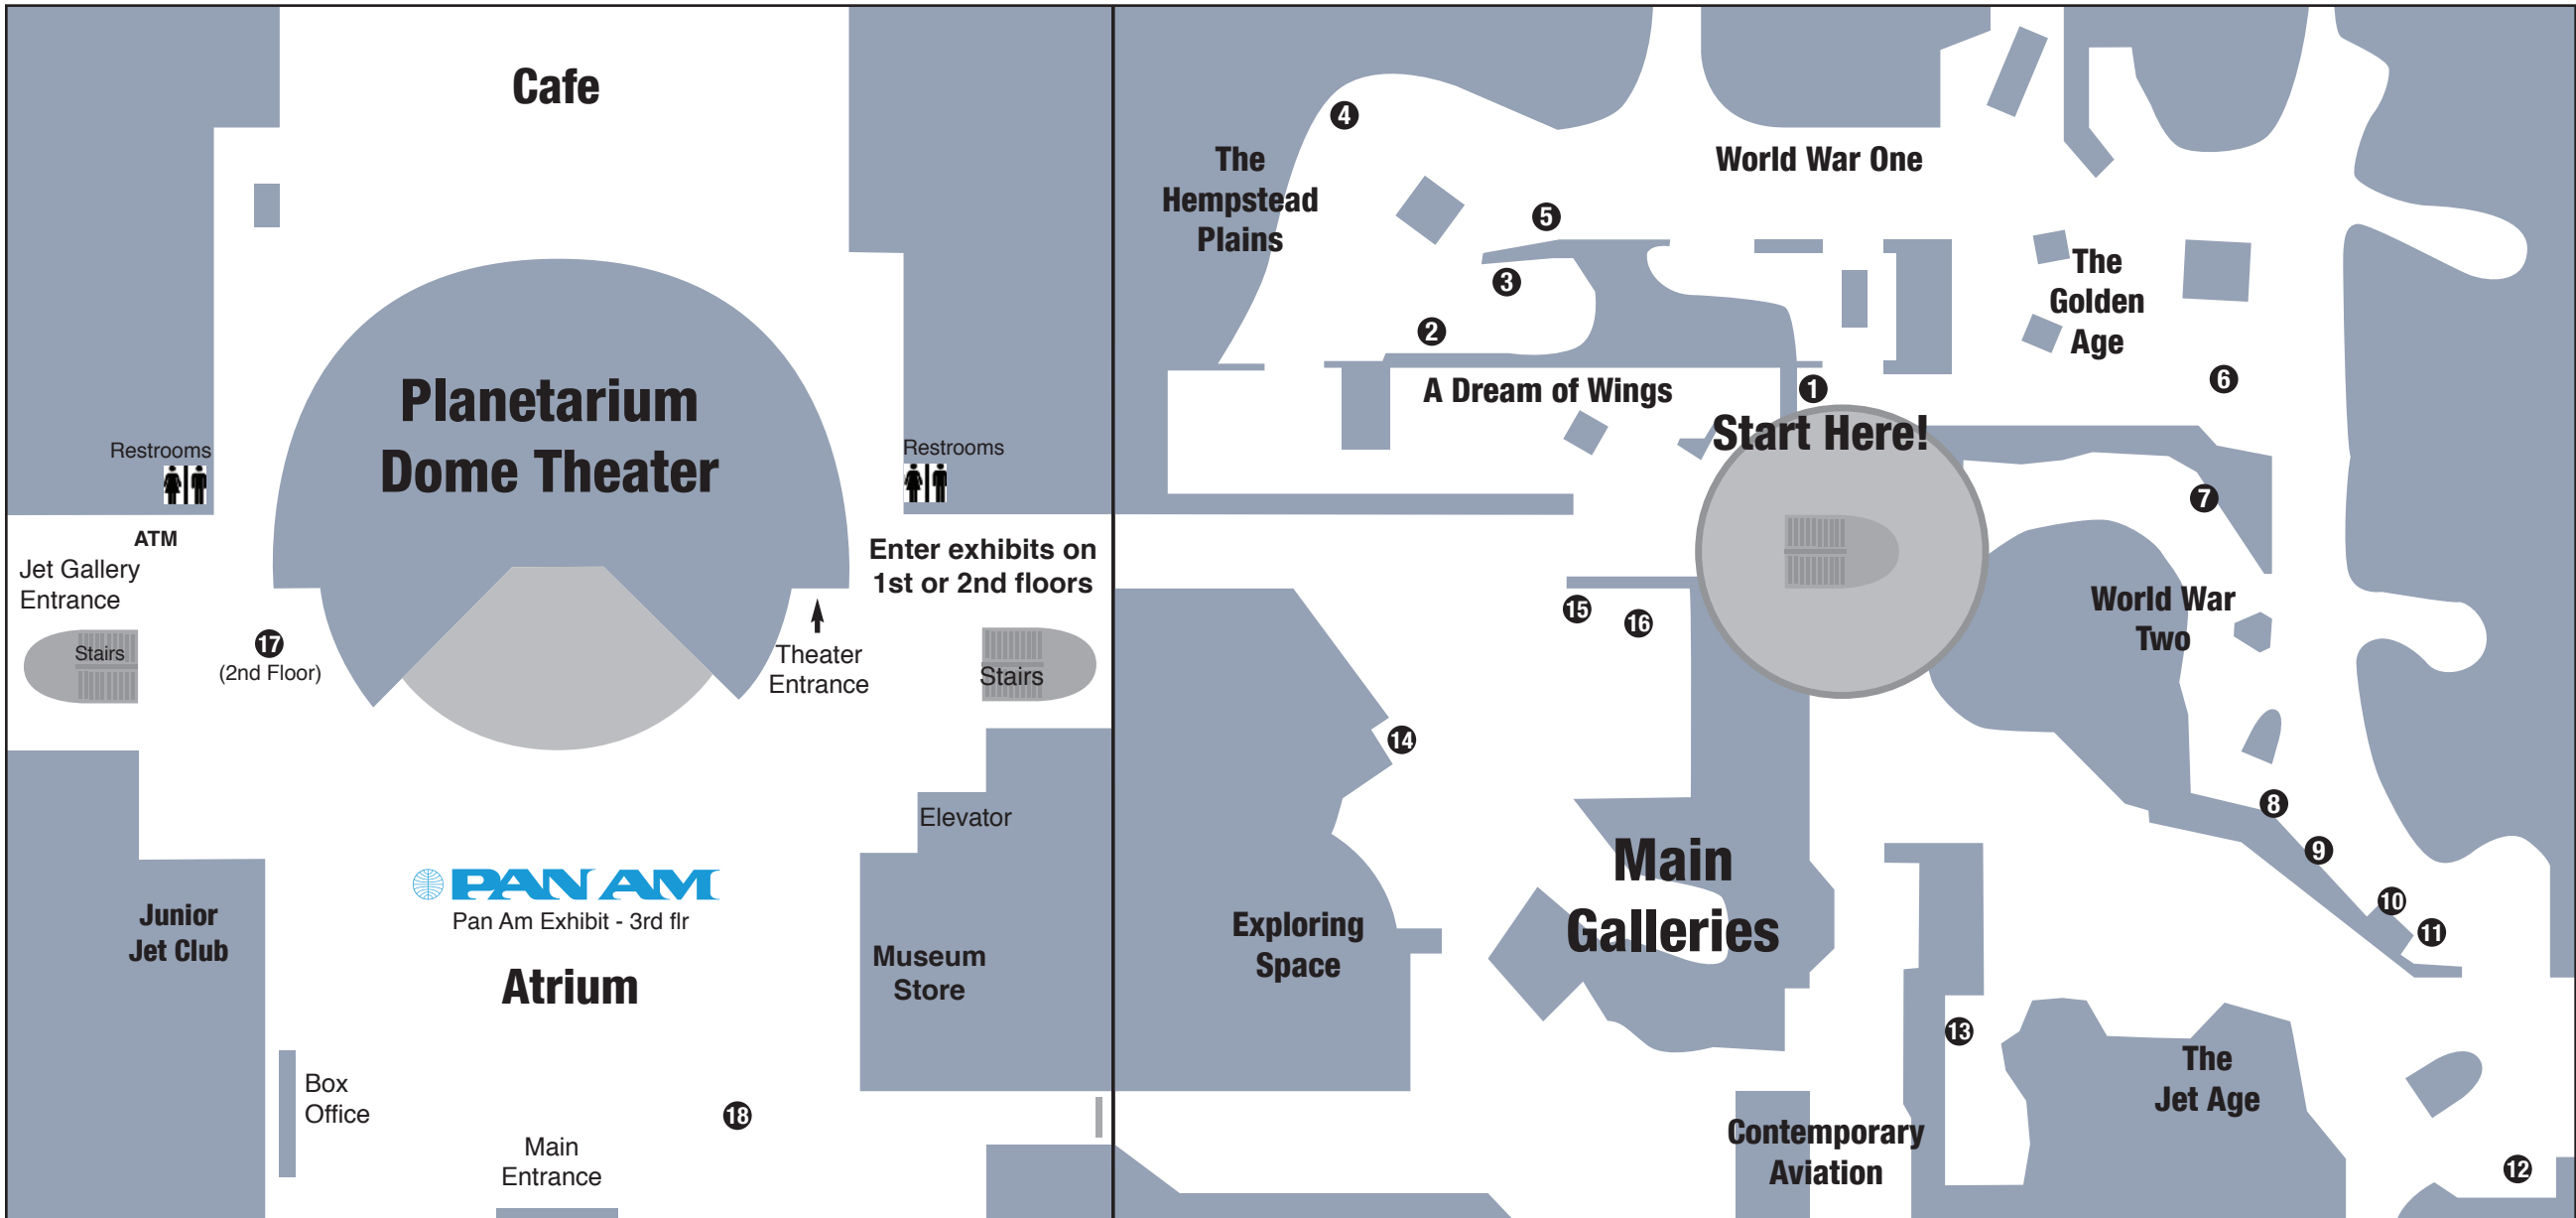 Cafe
Planetarium
Dome Theater
Restrooms
Restrooms
ATM
Jet Gallery
Entrance
Stairs
17
(2nd Floor)
Enter exhibits on
1st or 2nd floors
Theater
Entrance
Stairs
Elevator
PAN AM
Pan Am Exhibit - 3rd flr
Junior
Jet Club
Atrium
Museum
Store
Box
Office
18
Main
Entrance
4
The
Hempstead
Plains
5
3
2
World War One
The
Golden
Age
6
A Dream of Wings
1
Start Here!
7
World War
Two
15
16
14
8
9
10
11
Main
Galleries
Exploring
Space
13
The
Jet Age
Contemporary
Aviation
12